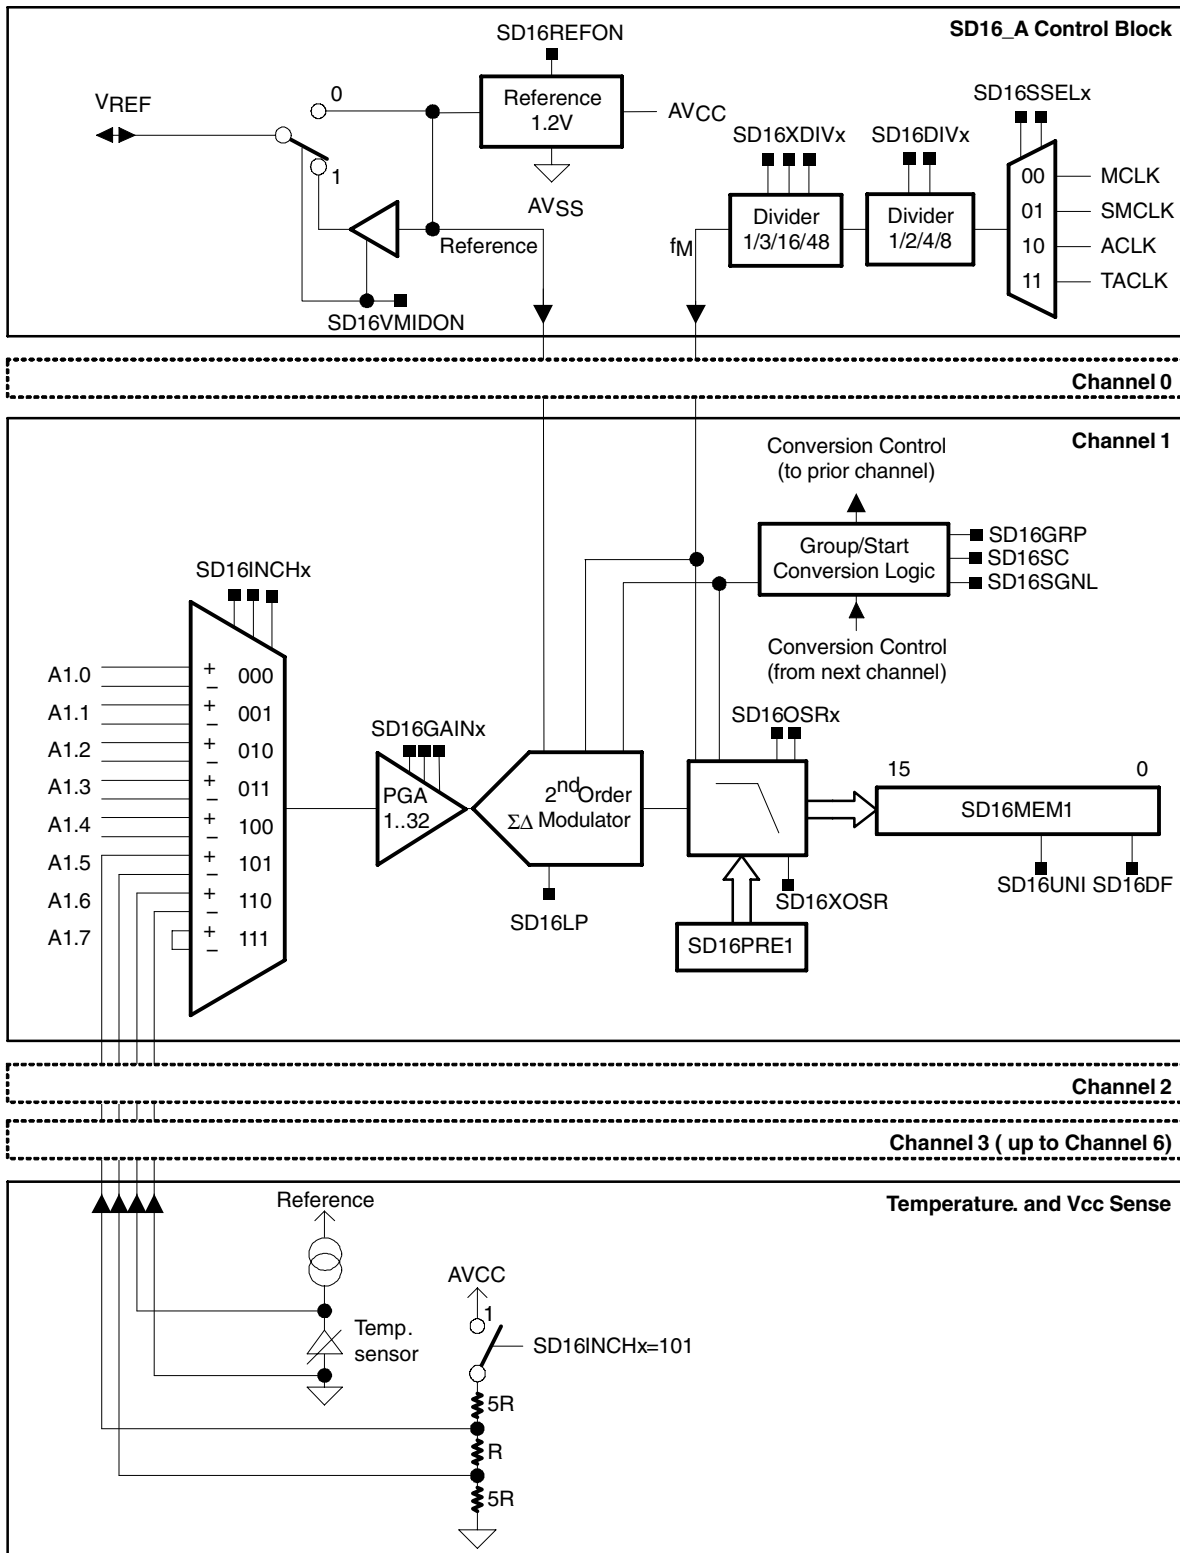 SD16_A Control Block
SD16REFON
VREF
0
1
Reference
1.2V
AVCC
AVSS
Reference
SD16VMIDON
SD16SSELx
SD16XDIVx
SD16DIVx
fM
Divider
1/3/16/48
Divider
1/2/4/8
00
MCLK
01
SMCLK
10
ACLK
11
TACLK
Channel 0
Channel 1
Conversion Control
(to prior channel)
Group/Start
Conversion Logic
SD16GRP
SD16SC
SD16SGNL
Conversion Control
(from next channel)
SD16INCHx
A1.0
+
−
000
A1.1
+
−
001
A1.2
+
−
010
A1.3
+
−
011
A1.4
+
−
100
A1.5
+
−
101
A1.6
+
−
110
A1.7
+
−
111
SD16GAINx
PGA
1..32
2nd Order
ΣΔ Modulator
SD16LP
SD16OSRx
SD16XOSR
SD16PRE1
15
0
SD16MEM1
SD16UNI
SD16DF
Channel 2
Channel 3 ( up to Channel 6)
Temperature. and Vcc Sense
Reference
Temp.
sensor
AVCC
1
SD16INCHx=101
5R
R
5R